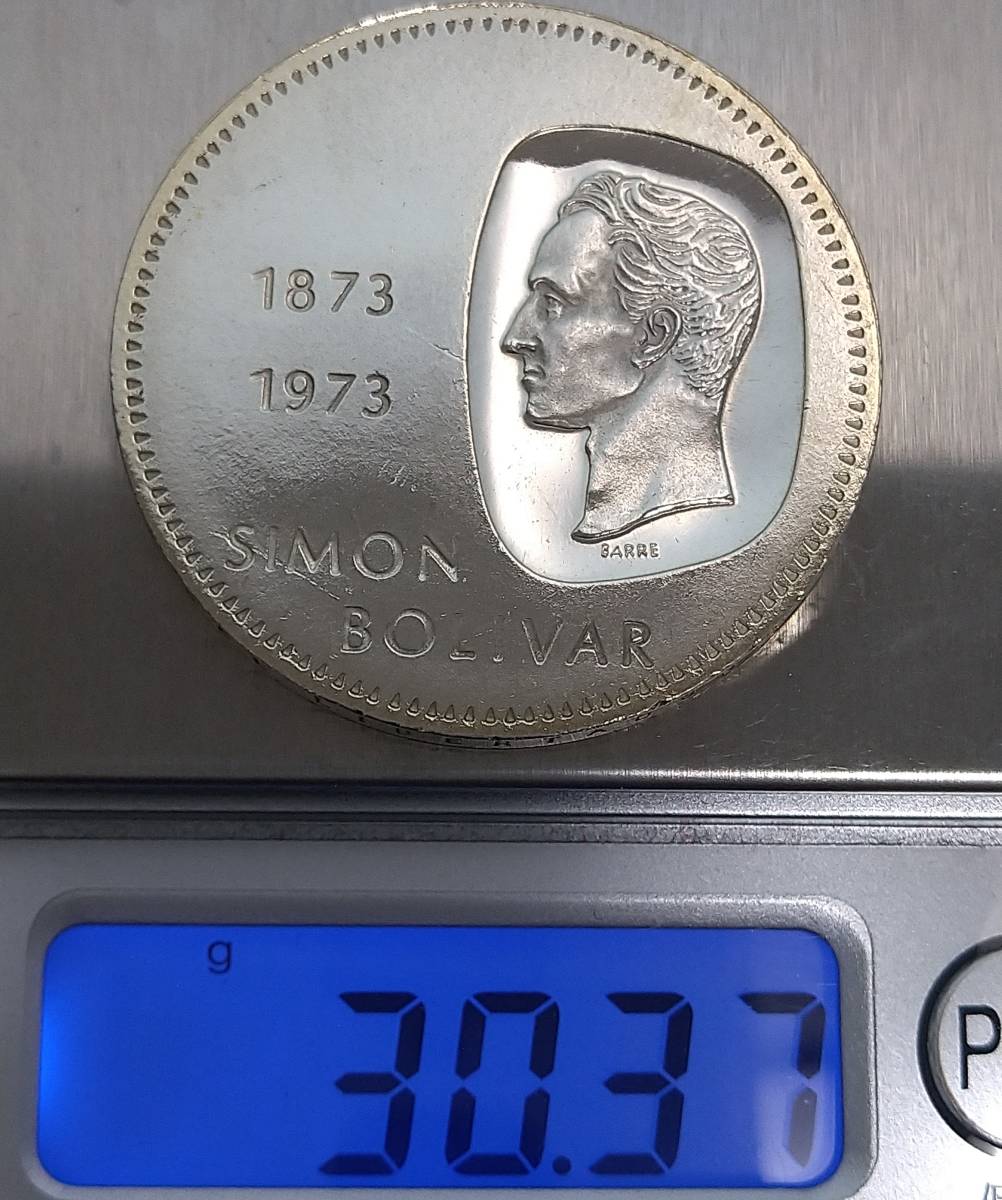 1873
1973
BARRE
SIMON
BOLIVAR
g
30.37
P